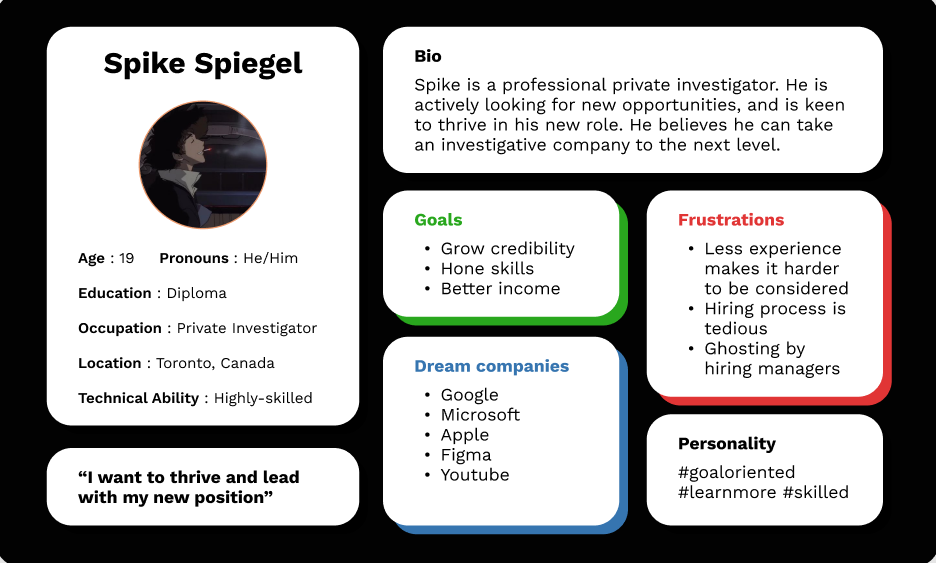 Spike Spiegel
Age : 19 Pronouns : He/Him
Education : Diploma
Occupation : Private Investigator
Location : Toronto, Canada
Technical Ability : Highly-skilled
“I want to thrive and lead
with my new position”
Bio
Spike is a professional private investigator. He is
actively looking for new opportunities, and is keen
to thrive in his new role. He believes he can take
an investigative company to the next level.
Goals
• Grow credibility
• Hone skills
• Better income
Dream companies
• Google
• Microsoft
• Apple
• Figma
• Youtube
Frustrations
• Less experience
makes it harder
to be considered
• Hiring process is
tedious
• Ghosting by
hiring managers
Personality
#goaloriented
#learnmore #skilled